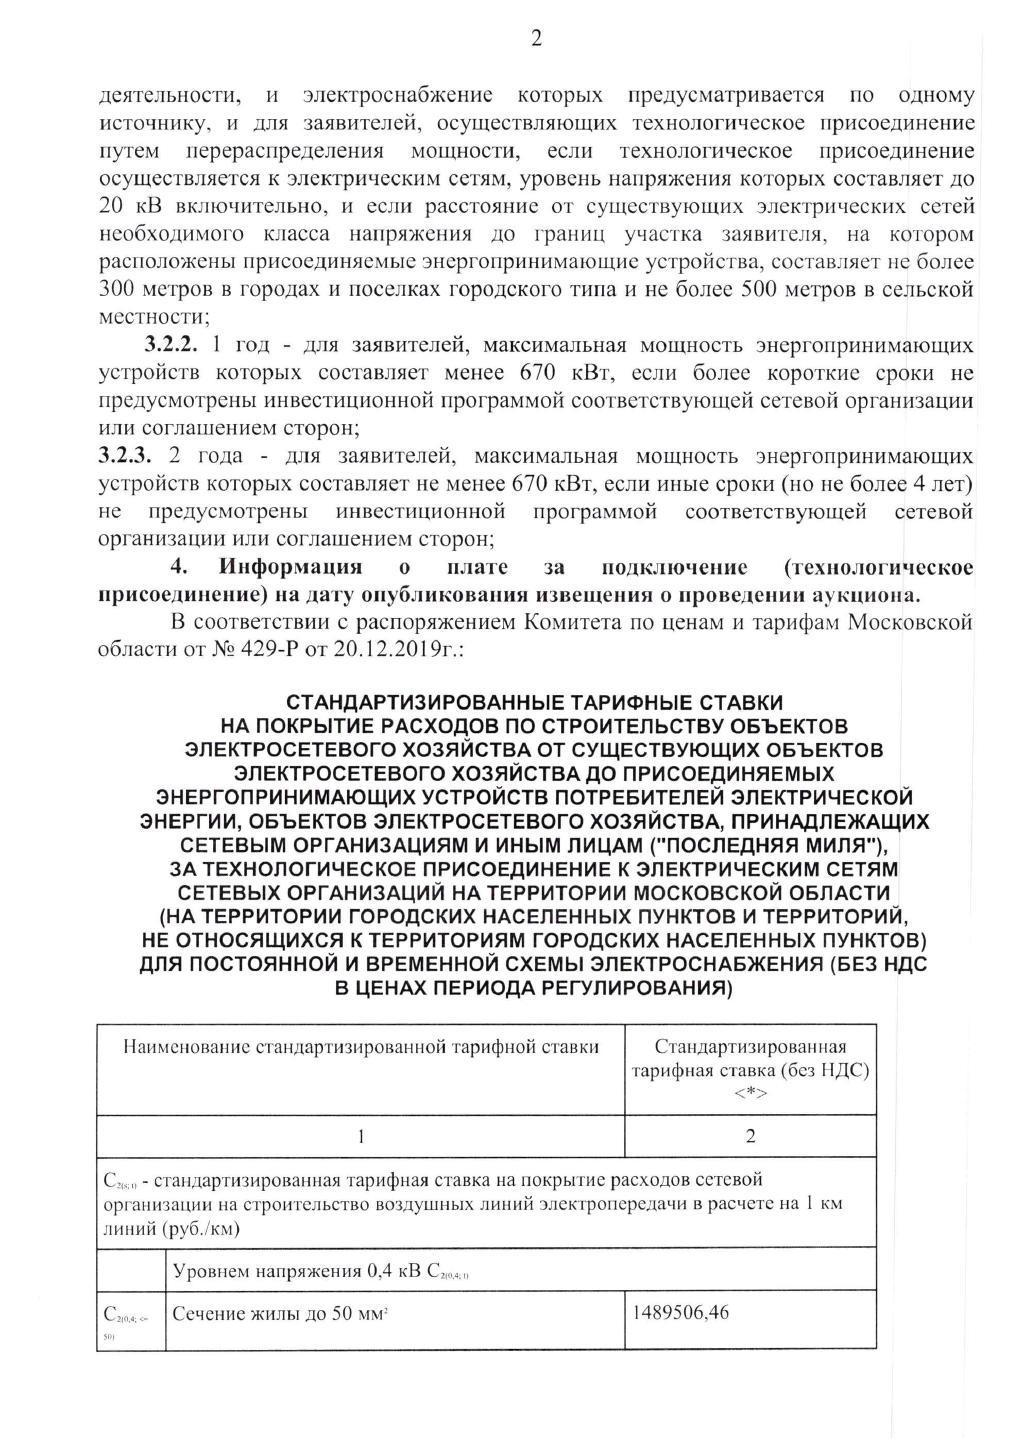 2
деятельности, и электроснабжение которых предусматривается по одному
источнику, и для заявителей, осуществляющих технологическое присоединение
путем перераспределения мощности, если технологическое присоединение
осуществляется к электрическим сетям, уровень напряжения которых составляет до
20 кВ включительно, и если расстояние от существующих электрических сетей
необходимого класса напряжения до границ участка заявителя, на котором
расположены присоединяемые энергопринимающие устройства, составляет не более
300 метров в городах и поселках городского типа и не более 500 метров в сельской
местности;
3.2.2. 1 год - для заявителей, максимальная мощность энергопринимающих
устройств которых составляет менее 670 кВт, если более короткие сроки не
предусмотрены инвестиционной программой соответствующей сетевой организации
или соглашением сторон;
3.2.3. 2 года - для заявителей, максимальная мощность энергопринимающих
устройств которых составляет не менее 670 кВт, если иные сроки (но не более 4 лет)
не предусмотрены инвестиционной программой соответствующей сетевой
организации или соглашением сторон;
4. Информация о плате за подключение (технологическое
присоединение) на дату опубликования извещения о проведении аукциона.
В соответствии с распоряжением Комитета по ценам и тарифам Московской
области от № 429-Р от 20.12.2019г.:
СТАНДАРТИЗИРОВАННЫЕ ТАРИФНЫЕ СТАВКИ
НА ПОКРЫТИЕ РАСХОДОВ ПО СТРОИТЕЛЬСТВУ ОБЪЕКТОВ
ЭЛЕКТРОСЕТЕВОГО ХОЗЯЙСТВА ОТ СУЩЕСТВУЮЩИХ ОБЪЕКТОВ
ЭЛЕКТРОСЕТЕВОГО ХОЗЯЙСТВА ДО ПРИСОЕДИНЯЕМЫХ
ЭНЕРГОПРИНИМАЮЩИХ УСТРОЙСТВ ПОТРЕБИТЕЛЕЙ ЭЛЕКТРИЧЕСКОЙ
ЭНЕРГИИ, ОБЪЕКТОВ ЭЛЕКТРОСЕТЕВОГО ХОЗЯЙСТВА, ПРИНАДЛЕЖАЩИХ
СЕТЕВЫМ ОРГАНИЗАЦИЯМ И ИНЫМ ЛИЦАМ ("ПОСЛЕДНЯЯ МИЛЯ"),
ЗА ТЕХНОЛОГИЧЕСКОЕ ПРИСОЕДИНЕНИЕ К ЭЛЕКТРИЧЕСКИМ СЕТЯМ
СЕТЕВЫХ ОРГАНИЗАЦИЙ НА ТЕРРИТОРИИ МОСКОВСКОЙ ОБЛАСТИ
(НА ТЕРРИТОРИИ ГОРОДСКИХ НАСЕЛЕННЫХ ПУНКТОВ И ТЕРРИТОРИЙ,
НЕ ОТНОСЯЩИХСЯ К ТЕРРИТОРИЯМ ГОРОДСКИХ НАСЕЛЕННЫХ ПУНКТОВ)
ДЛЯ ПОСТОЯННОЙ И ВРЕМЕННОЙ СХЕМЫ ЭЛЕКТРОСНАБЖЕНИЯ (БЕЗ НДС
В ЦЕНАХ ПЕРИОДА РЕГУЛИРОВАНИЯ)
Наименование стандартизированной тарифной ставки
Стандартизированная
тарифная ставка (без НДС)
<*>
1
2
C2(s; t) - стандартизированная тарифная ставка на покрытие расходов сетевой
организации на строительство воздушных линий электропередачи в расчете на 1 км
линий (руб./км)
Уровнем напряжения 0,4 кВ C2(0,4; t)
C2(0,4; <=
50)
Сечение жилы до 50 мм²
1489506,46